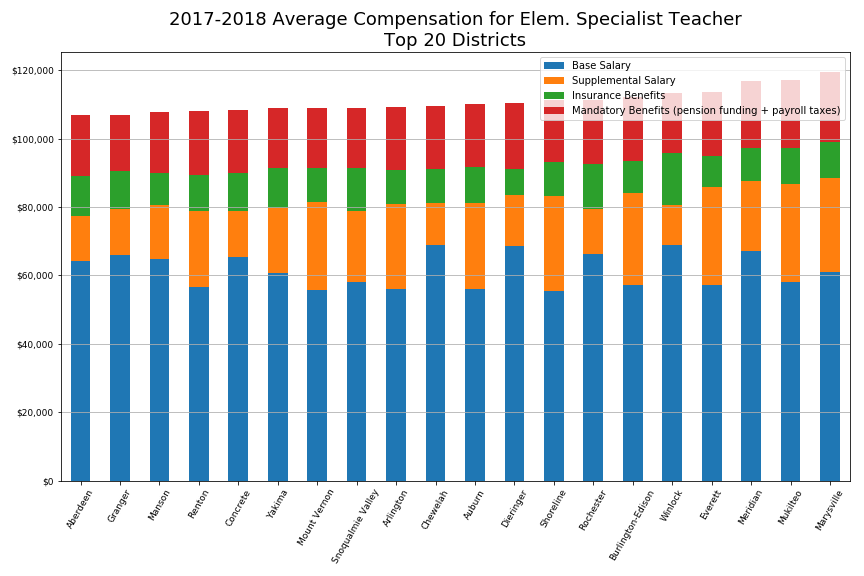 2017-2018 Average Compensation for Elem. Specialist Teacher
Top 20 Districts
Base Salary
Supplemental Salary
Insurance Benefits
Mandatory Benefits (pension funding + payroll taxes)
$120,000
$100,000
$80,000
$60,000
$40,000
$20,000
$0
Aberdeen
Granger
Manson
Renton
Concrete
Yakima
Mount Vernon
Snoqualmie Valley
Arlington
Chewelah
Auburn
Dieringer
Shoreline
Rochester
Burlington-Edison
Winlock
Everett
Meridian
Mukilteo
Marysville